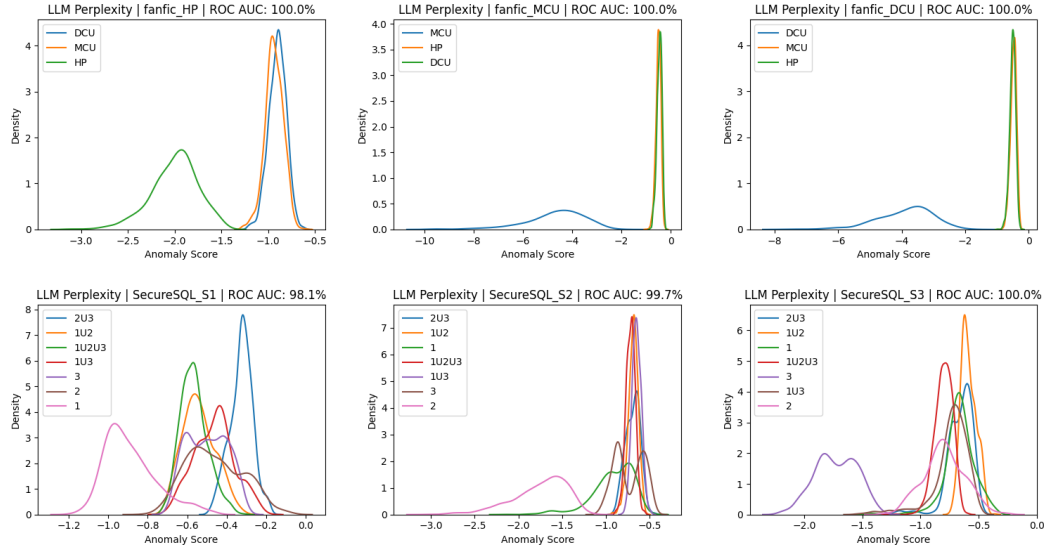 LLM Perplexity | fanfic_HP | ROC AUC: 100.0%
4
3
2
1
0
Density
DCU
MCU
HP
−3.0 −2.5 −2.0 −1.5 −1.0 −0.5
Anomaly Score
LLM Perplexity | fanfic_MCU | ROC AUC: 100.0%
4.0
3.5
3.0
2.5
2.0
1.5
1.0
0.5
0.0
Density
MCU
HP
DCU
−10 −8 −6 −4 −2 0
Anomaly Score
LLM Perplexity | fanfic_DCU | ROC AUC: 100.0%
4
3
2
1
0
Density
DCU
MCU
HP
−8 −6 −4 −2 0
Anomaly Score
LLM Perplexity | SecureSQL_S1 | ROC AUC: 98.1%
8
7
6
5
4
3
2
1
0
Density
2U3
1U2
1U2U3
1U3
3
2
1
−1.2 −1.0 −0.8 −0.6 −0.4 −0.2 0.0
Anomaly Score
LLM Perplexity | SecureSQL_S2 | ROC AUC: 99.7%
7
6
5
4
3
2
1
0
Density
2U3
1U2
1
1U2U3
1U3
3
2
−3.0 −2.5 −2.0 −1.5 −1.0 −0.5
Anomaly Score
LLM Perplexity | SecureSQL_S3 | ROC AUC: 100.0%
6
5
4
3
2
1
0
Density
2U3
1U2
1
1U2U3
3
1U3
2
−2.0 −1.5 −1.0 −0.5 0.0
Anomaly Score